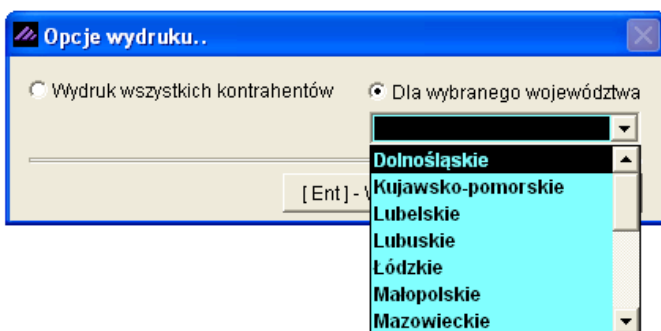 Opcje wydruku..
Wydruk wszystkich kontrahentów
Dla wybranego województwa
Dolnośląskie
[ Ent ] -
Kujawsko-pomorskie
Lubelskie
Lubuskie
Łódzkie
Małopolskie
Mazowieckie